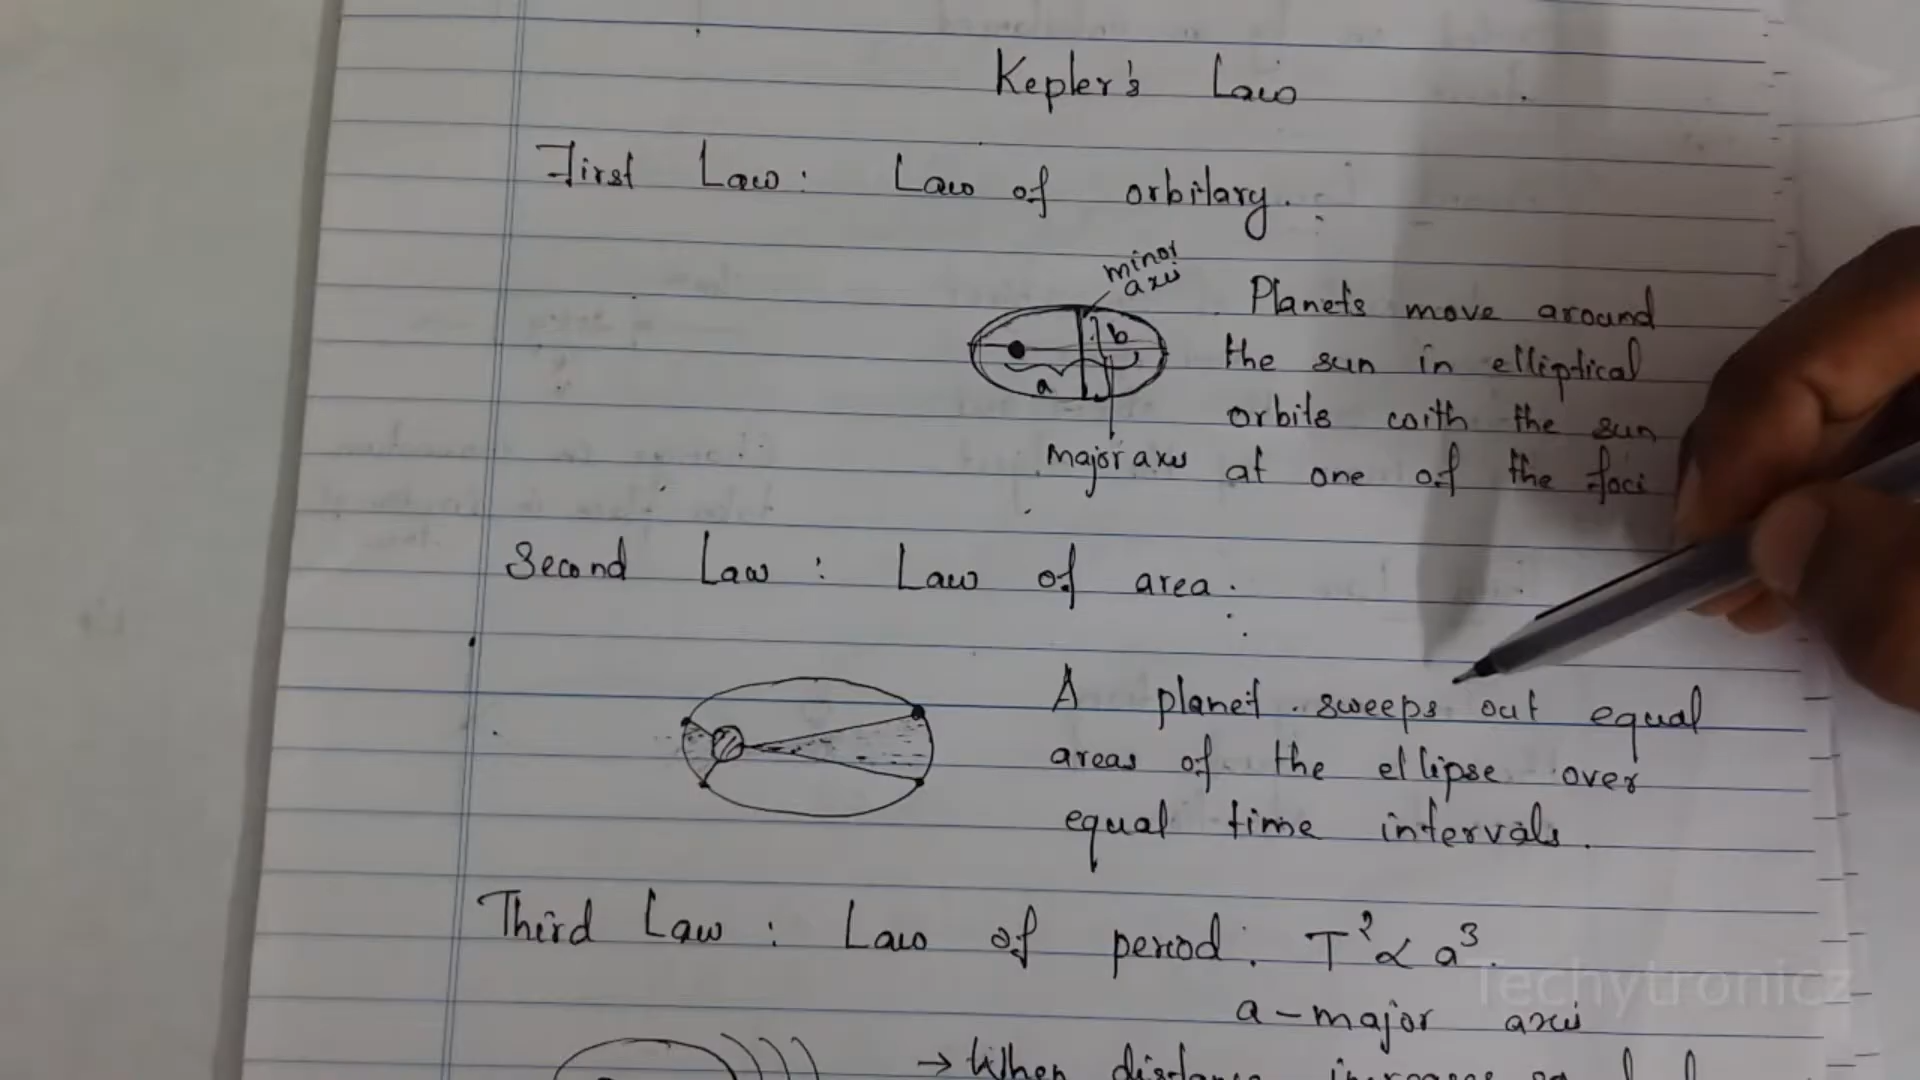 Kepler's Law
First Law: Law of orbitary.
minor
axis
Planets move around
b
the sun in elliptical
a
orbits with the sun
major axis at one of the foci
Second Law : Law of area.
A planet sweeps out equal
areas of the ellipse over
equal time intervals.
Third Law : Law of period. T² ∝ a³.
Techytronicz
a - major axis
→ When distance increases